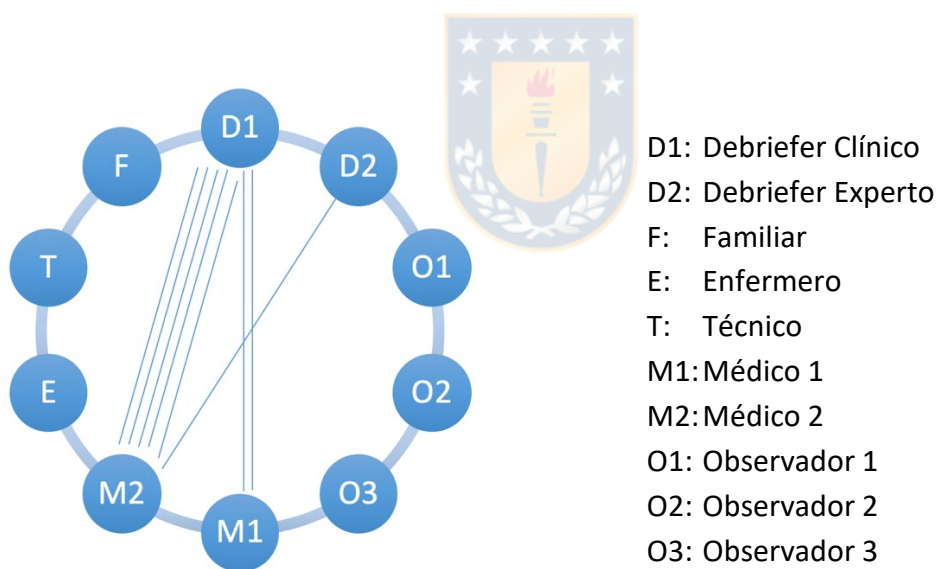 D1
F
D2
T
O1
E
O2
M2
O3
M1
D1: Debriefer Clínico
D2: Debriefer Experto
F: Familiar
E: Enfermero
T: Técnico
M1: Médico 1
M2: Médico 2
O1: Observador 1
O2: Observador 2
O3: Observador 3